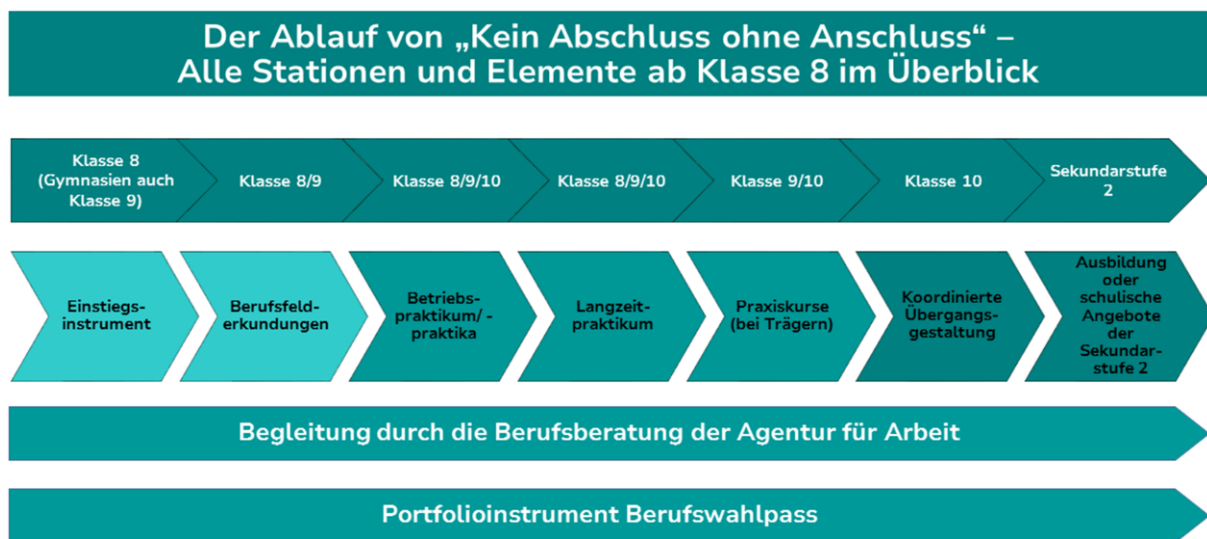 Der Ablauf von „Kein Abschluss ohne Anschluss“ –
Alle Stationen und Elemente ab Klasse 8 im Überblick
Klasse 8
(Gymnasien auch
Klasse 9)
Klasse 8/9
Klasse 8/9/10
Klasse 8/9/10
Klasse 9/10
Klasse 10
Sekundarstufe
2
Einstiegs-
instrument
Berufsfeld-
erkundungen
Betriebs-
praktikum/ -
praktika
Langzeit-
praktikum
Praxiskurse
(bei Trägern)
Koordinierte
Übergangs-
gestaltung
Ausbildung
oder
schulische
Angebote
der
Sekundar-
stufe 2
Begleitung durch die Berufsberatung der Agentur für Arbeit
Portfolioinstrument Berufswahlpass